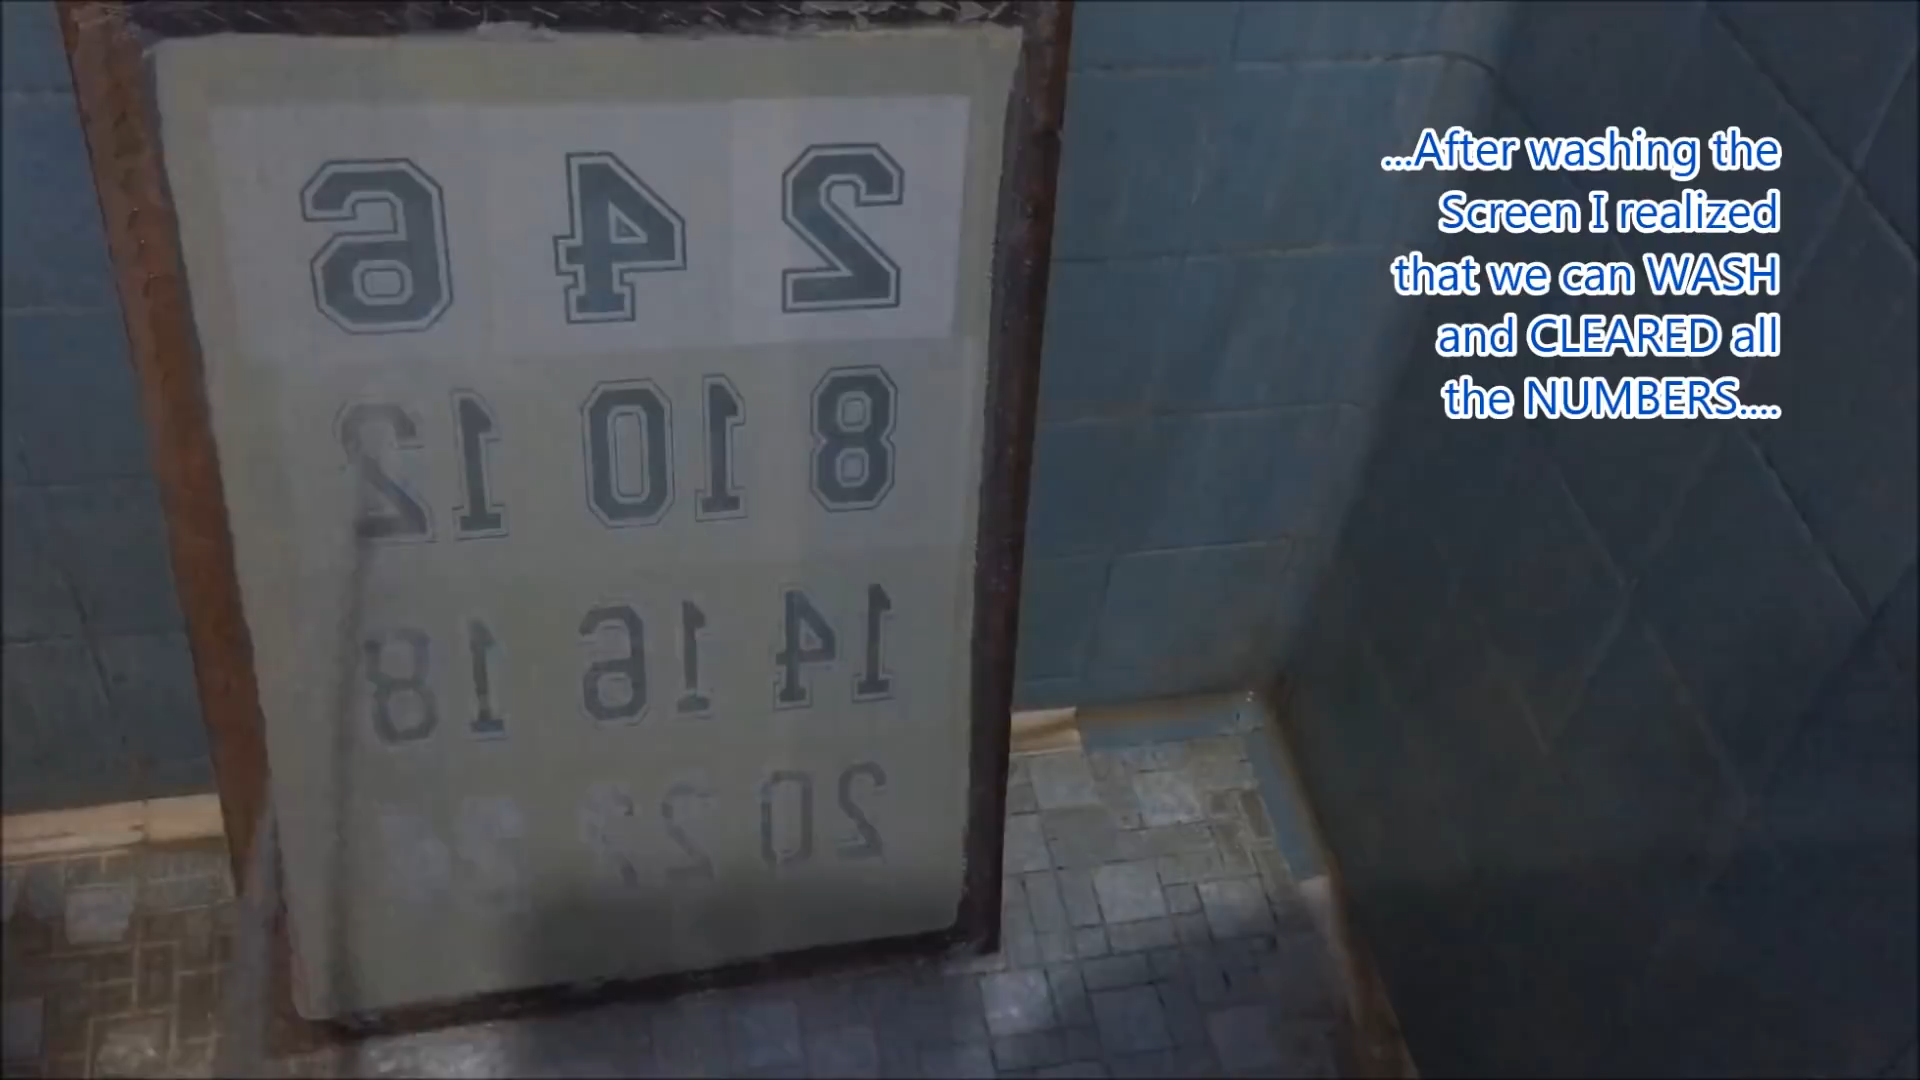 ...After washing the
Screen I realized
that we can WASH
and CLEARED all
the NUMBERS....
2 4 6
8 10 12
14 16 18
20 22